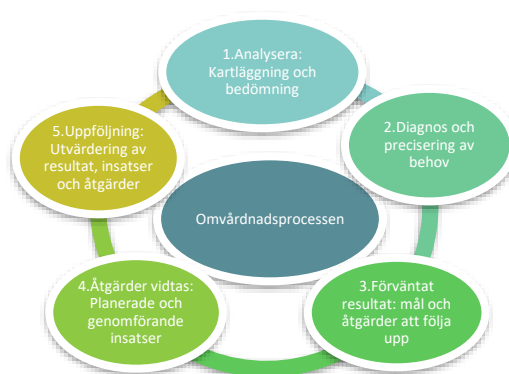 1.Analysera:
Kartläggning och
bedömning
2.Diagnos och
precisering av
behov
3.Förväntat
resultat: mål och
åtgärder att följa
upp
4.Åtgärder vidtas:
Planerade och
genomförande
insatser
5.Uppföljning:
Utvärdering av
resultat, insatser
och åtgärder
Omvårdnadsprocessen